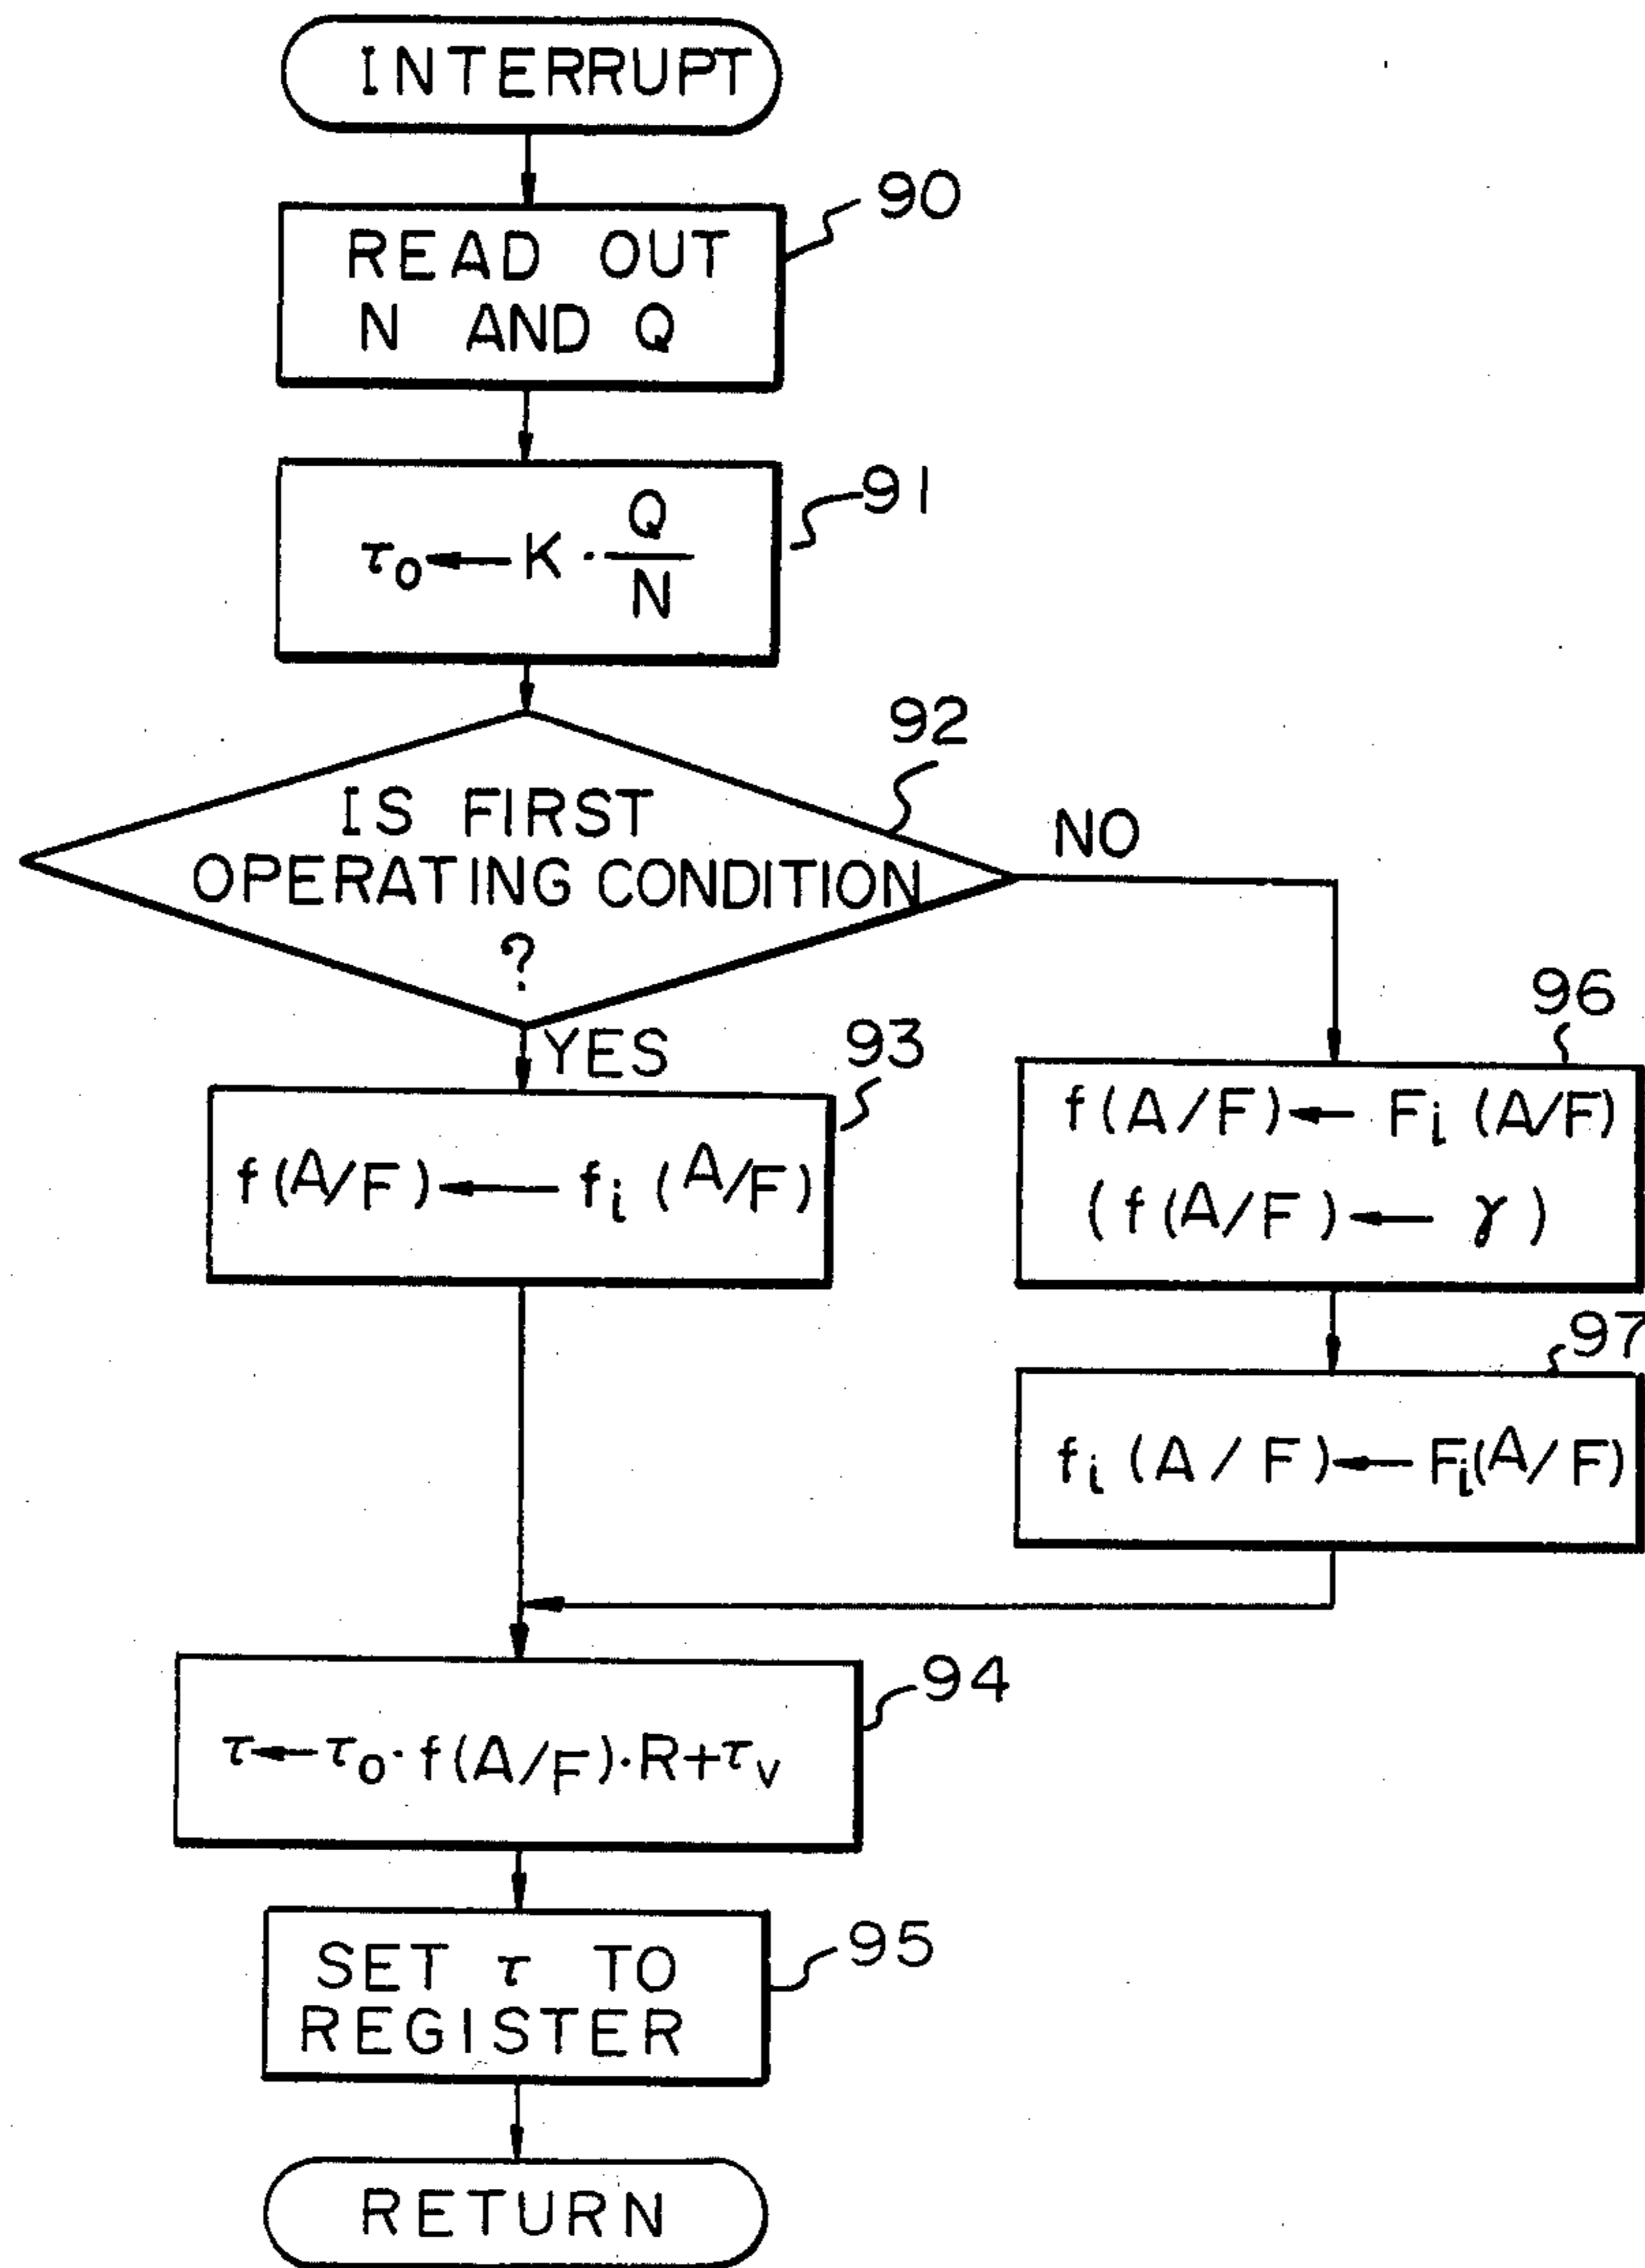 INTERRUPT
90
READ OUT
N AND Q
91
τ₀ ← K · Q/N
92
IS FIRST
OPERATING CONDITION
?
NO
YES
93
f(A/F) ← fᵢ (A/F)
96
f(A/F) ← Fᵢ (A/F)
(f(A/F) ← γ)
97
fᵢ (A/F) ← Fᵢ(A/F)
94
τ ← τ₀ · f(A/F) · R + τᵥ
95
SET τ TO
REGISTER
RETURN